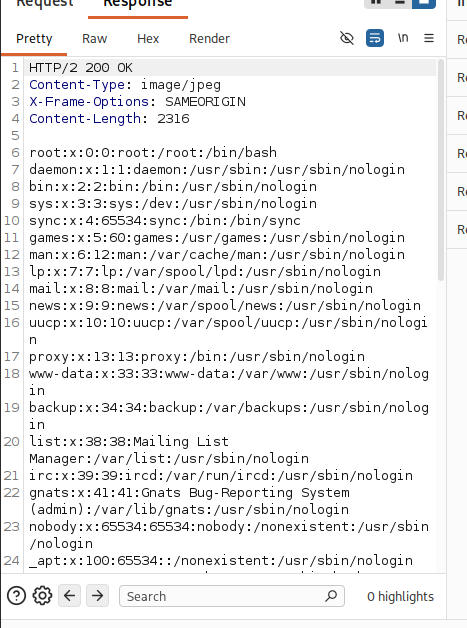 Request Response
Pretty Raw Hex Render \n
1 HTTP/2 200 OK
2 Content-Type: image/jpeg
3 X-Frame-Options: SAMEORIGIN
4 Content-Length: 2316
5
6 root:x:0:0:root:/root:/bin/bash
7 daemon:x:1:1:daemon:/usr/sbin:/usr/sbin/nologin
8 bin:x:2:2:bin:/bin:/usr/sbin/nologin
9 sys:x:3:3:sys:/dev:/usr/sbin/nologin
10 sync:x:4:65534:sync:/bin:/bin/sync
11 games:x:5:60:games:/usr/games:/usr/sbin/nologin
12 man:x:6:12:man:/var/cache/man:/usr/sbin/nologin
13 lp:x:7:7:lp:/var/spool/lpd:/usr/sbin/nologin
14 mail:x:8:8:mail:/var/mail:/usr/sbin/nologin
15 news:x:9:9:news:/var/spool/news:/usr/sbin/nologin
16 uucp:x:10:10:uucp:/var/spool/uucp:/usr/sbin/nologi
n
17 proxy:x:13:13:proxy:/bin:/usr/sbin/nologin
18 www-data:x:33:33:www-data:/var/www:/usr/sbin/nolog
in
19 backup:x:34:34:backup:/var/backups:/usr/sbin/nolog
in
20 list:x:38:38:Mailing List
Manager:/var/list:/usr/sbin/nologin
21 irc:x:39:39:ircd:/var/run/ircd:/usr/sbin/nologin
22 gnats:x:41:41:Gnats Bug-Reporting System
(admin):/var/lib/gnats:/usr/sbin/nologin
23 nobody:x:65534:65534:nobody:/nonexistent:/usr/sbin
/nologin
24 _apt:x:100:65534::/nonexistent:/usr/sbin/nologin
Search 0 highlights